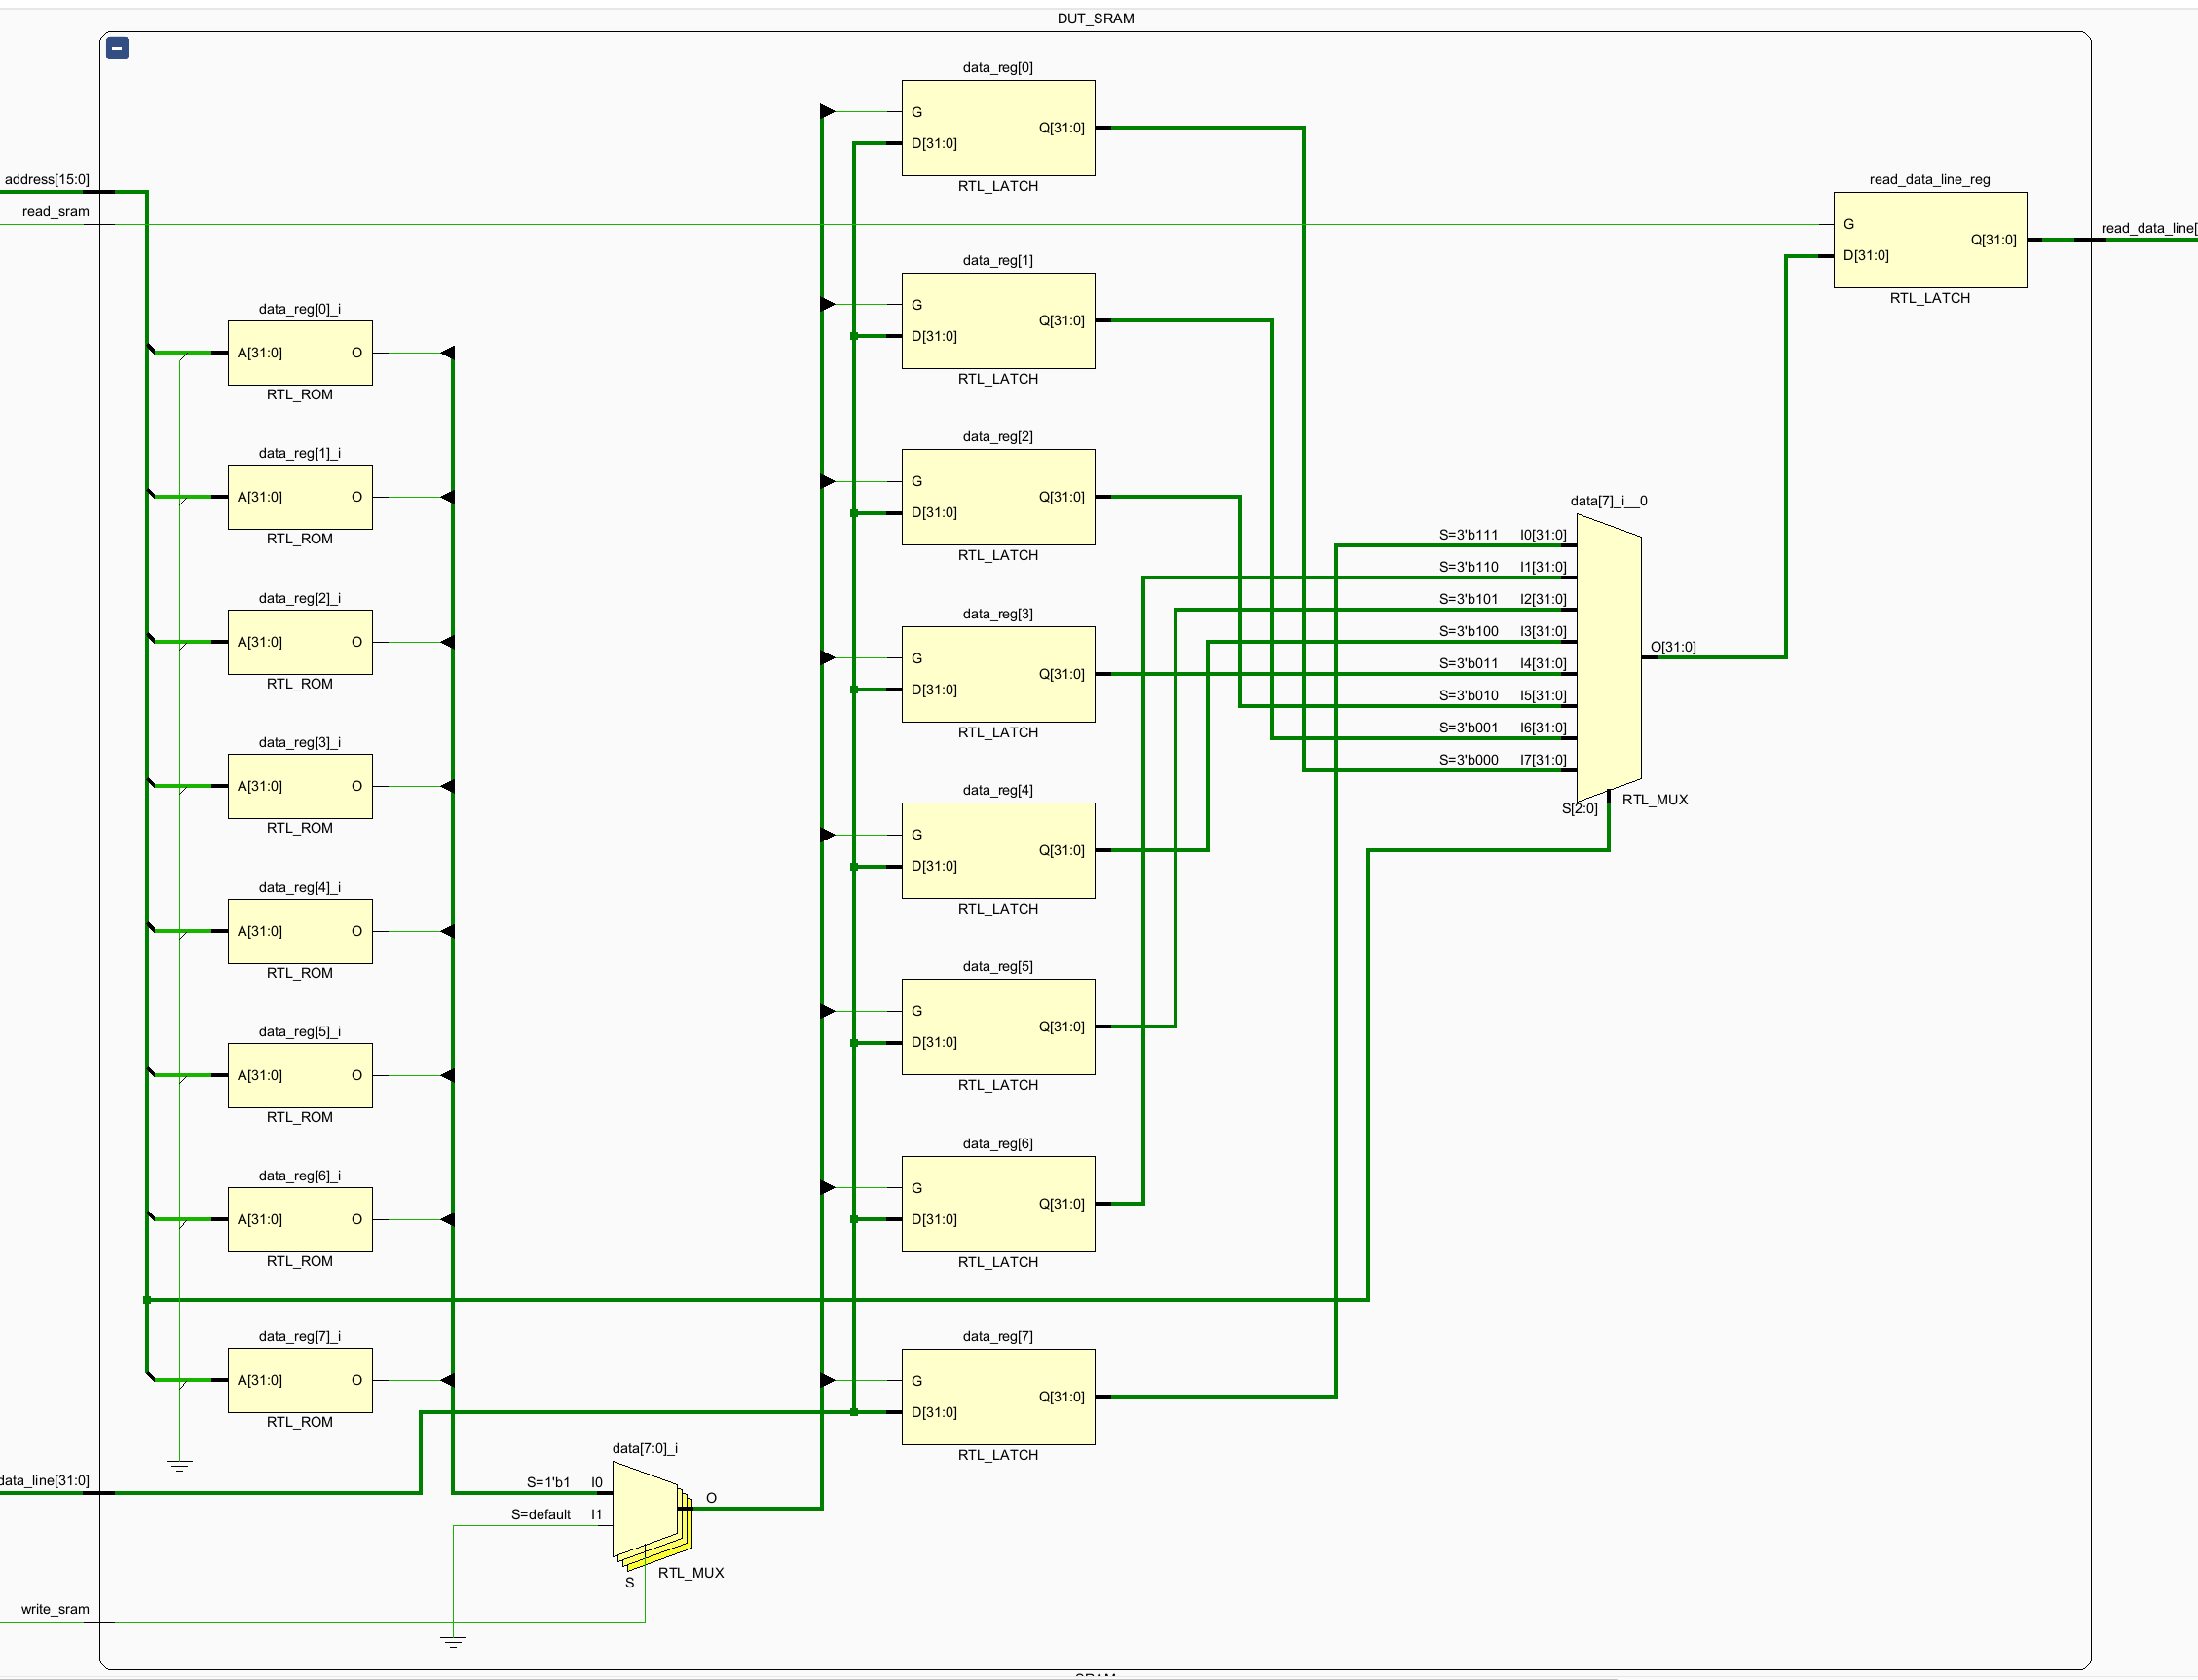 DUT_SRAM
address[15:0]
read_sram
data_line[31:0]
write_sram
data_reg[0]_i
A[31:0] O
RTL_ROM
data_reg[1]_i
A[31:0] O
RTL_ROM
data_reg[2]_i
A[31:0] O
RTL_ROM
data_reg[3]_i
A[31:0] O
RTL_ROM
data_reg[4]_i
A[31:0] O
RTL_ROM
data_reg[5]_i
A[31:0] O
RTL_ROM
data_reg[6]_i
A[31:0] O
RTL_ROM
data_reg[7]_i
A[31:0] O
RTL_ROM
data[7:0]_i
S=1'b1 I0
S=default I1
O
S
RTL_MUX
data_reg[0]
G
Q[31:0]
D[31:0]
RTL_LATCH
data_reg[1]
G
Q[31:0]
D[31:0]
RTL_LATCH
data_reg[2]
G
Q[31:0]
D[31:0]
RTL_LATCH
data_reg[3]
G
Q[31:0]
D[31:0]
RTL_LATCH
data_reg[4]
G
Q[31:0]
D[31:0]
RTL_LATCH
data_reg[5]
G
Q[31:0]
D[31:0]
RTL_LATCH
data_reg[6]
G
Q[31:0]
D[31:0]
RTL_LATCH
data_reg[7]
G
Q[31:0]
D[31:0]
RTL_LATCH
data[7]_i__0
S=3'b111 I0[31:0]
S=3'b110 I1[31:0]
S=3'b101 I2[31:0]
S=3'b100 I3[31:0]
S=3'b011 I4[31:0]
S=3'b010 I5[31:0]
S=3'b001 I6[31:0]
S=3'b000 I7[31:0]
O[31:0]
S[2:0]
RTL_MUX
read_data_line_reg
G
Q[31:0]
D[31:0]
RTL_LATCH
read_data_line[
SRAM